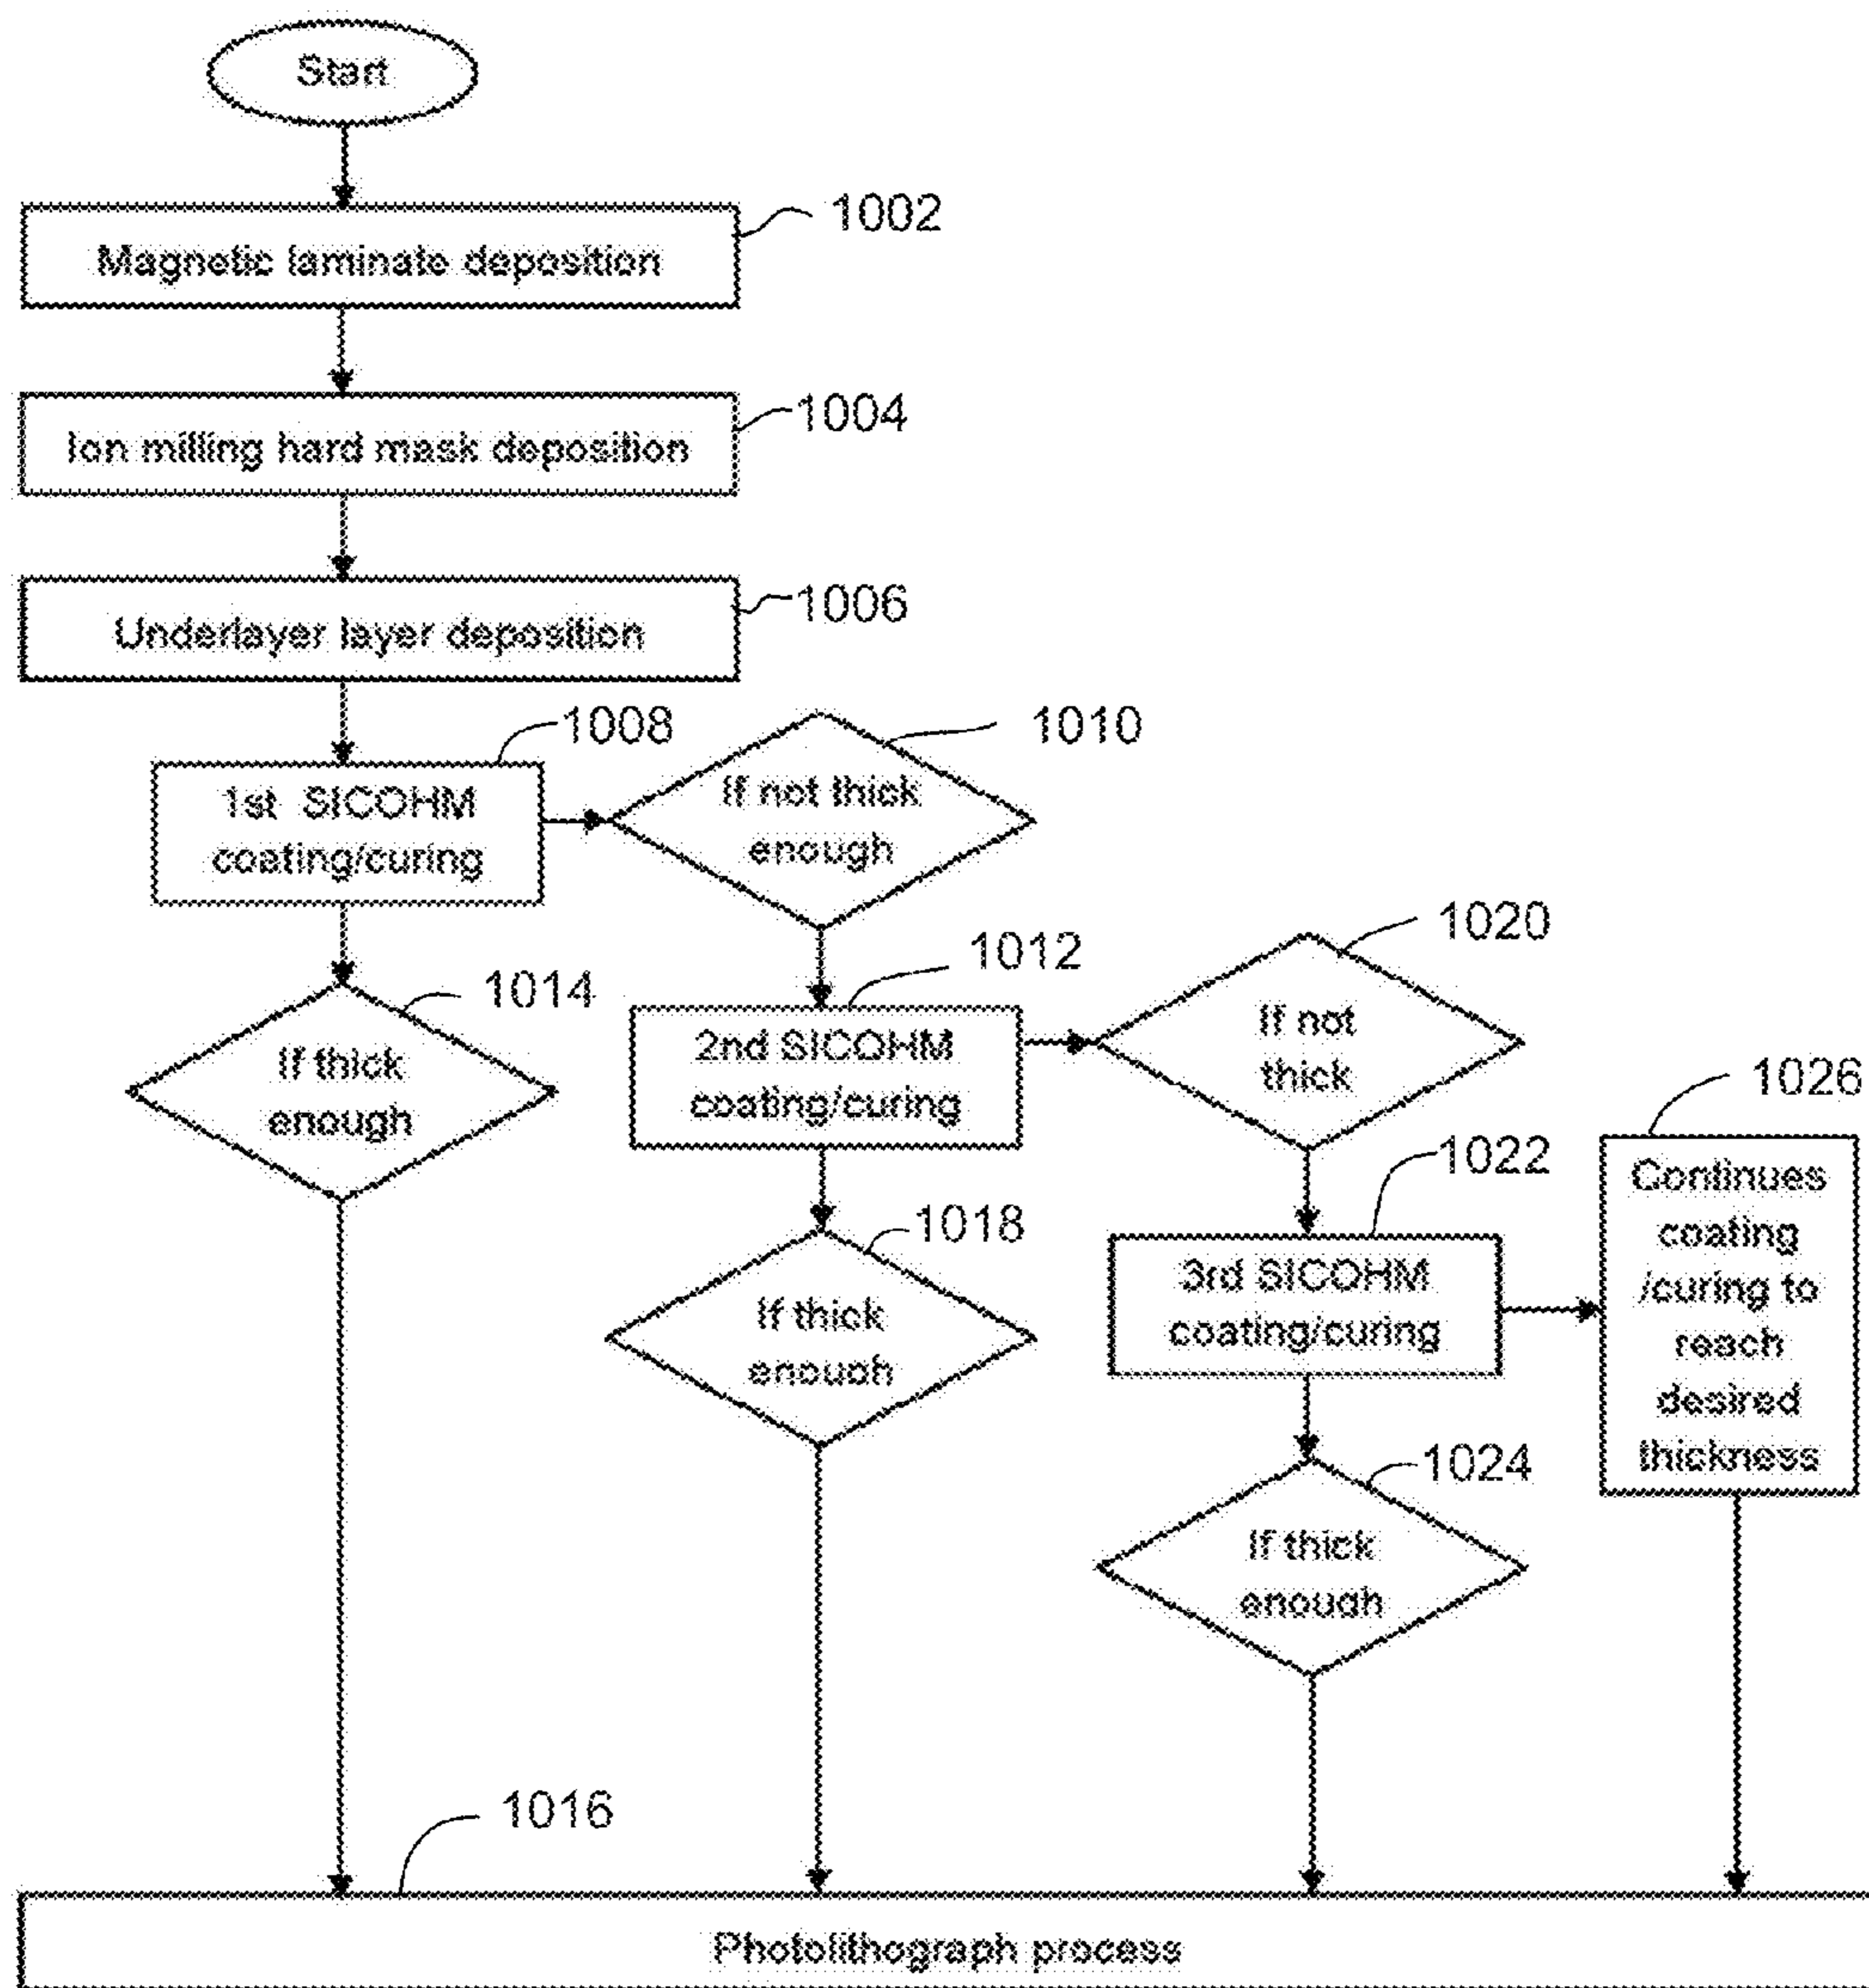 Start
1002
Magnetic laminate deposition
1004
Ion milling hard mask deposition
1006
Underlayer layer deposition
1008
1st SICOHM
coating/curing
1010
If not thick
enough
1014
If thick
enough
1012
2nd SICOHM
coating/curing
1020
If not
thick
1018
If thick
enough
1022
3rd SICOHM
coating/curing
1026
Continues
coating
/curing to
reach
desired
thickness
1024
If thick
enough
1016
Photolithograph process